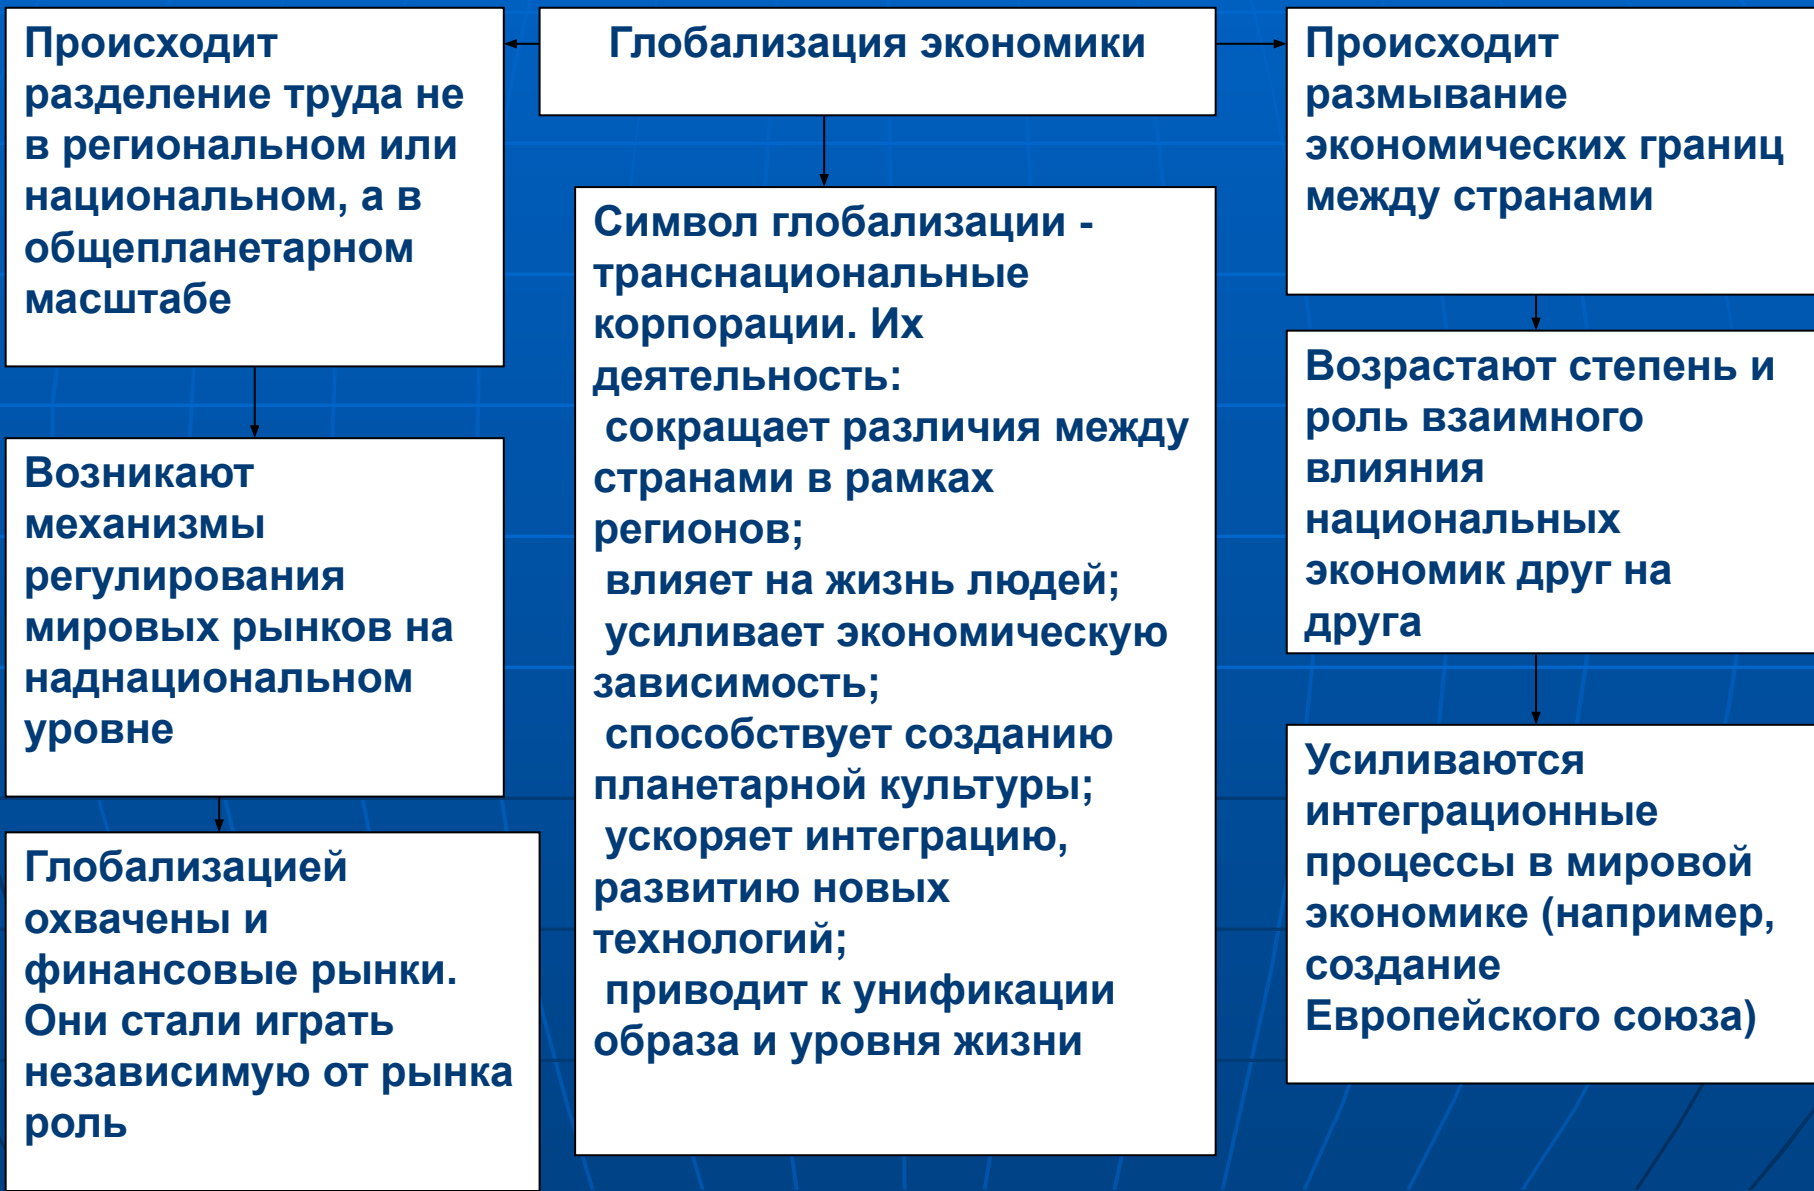 Глобализация экономики
Происходит
разделение труда не
в региональном или
национальном, а в
общепланетарном
масштабе
Возникают
механизмы
регулирования
мировых рынков на
наднациональном
уровне
Глобализацией
охвачены и
финансовые рынки.
Они стали играть
независимую от рынка
роль
Символ глобализации -
транснациональные
корпорации. Их
деятельность:
сокращает различия между
странами в рамках
регионов;
влияет на жизнь людей;
усиливает экономическую
зависимость;
способствует созданию
планетарной культуры;
ускоряет интеграцию,
развитию новых
технологий;
приводит к унификации
образа и уровня жизни
Происходит
размывание
экономических границ
между странами
Возрастают степень и
роль взаимного
влияния
национальных
экономик друг на
друга
Усиливаются
интеграционные
процессы в мировой
экономике (например,
создание
Европейского союза)